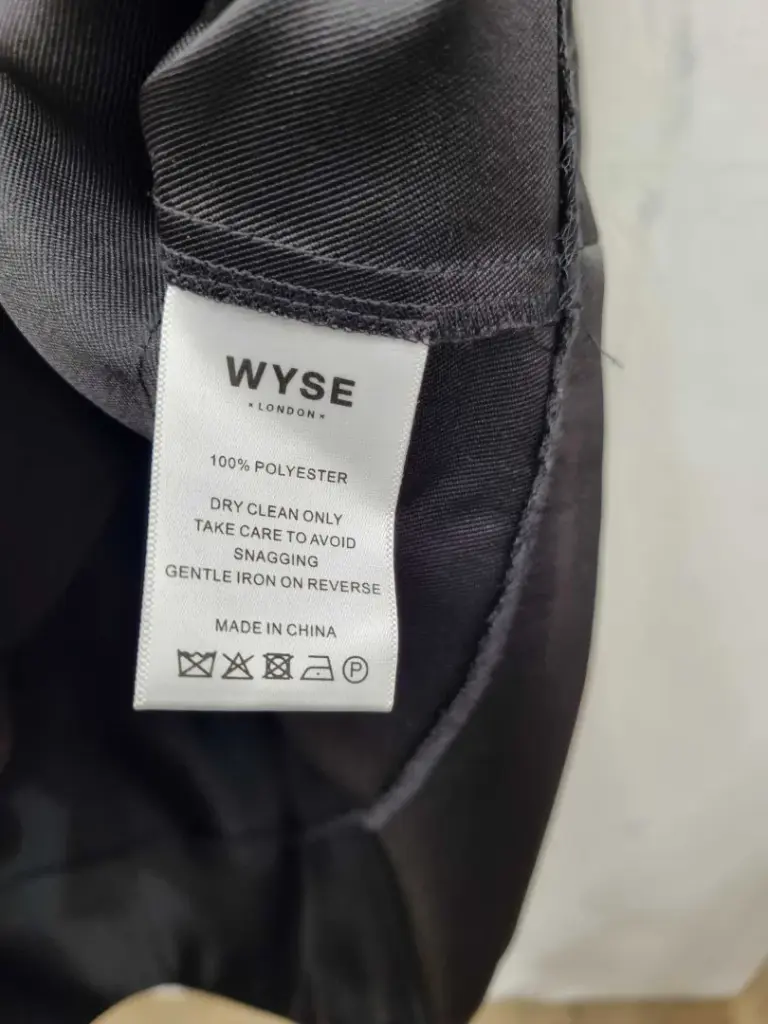 WYSE
•LONDON•
100% POLYESTER
DRY CLEAN ONLY
TAKE CARE TO AVOID
SNAGGING
GENTLE IRON ON REVERSE
MADE IN CHINA
P